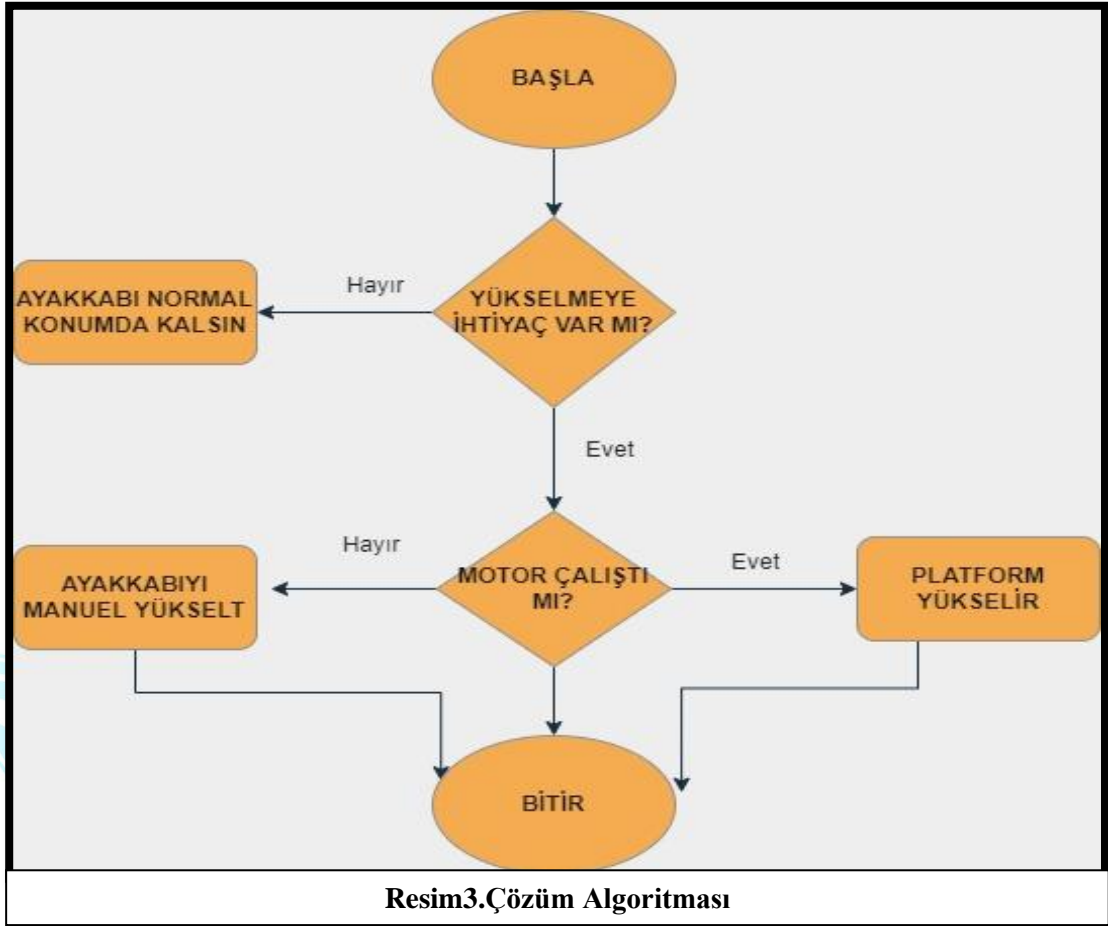 BAŞLA
Hayır
YÜKSELMEYE
İHTİYAÇ VAR MI?
AYAKKABI NORMAL
KONUMDA KALSIN
Evet
Hayır
MOTOR ÇALIŞTI
MI?
Evet
AYAKKABIYI
MANUEL YÜKSELT
PLATFORM
YÜKSELİR
BİTİR
Resim3.Çözüm Algoritması